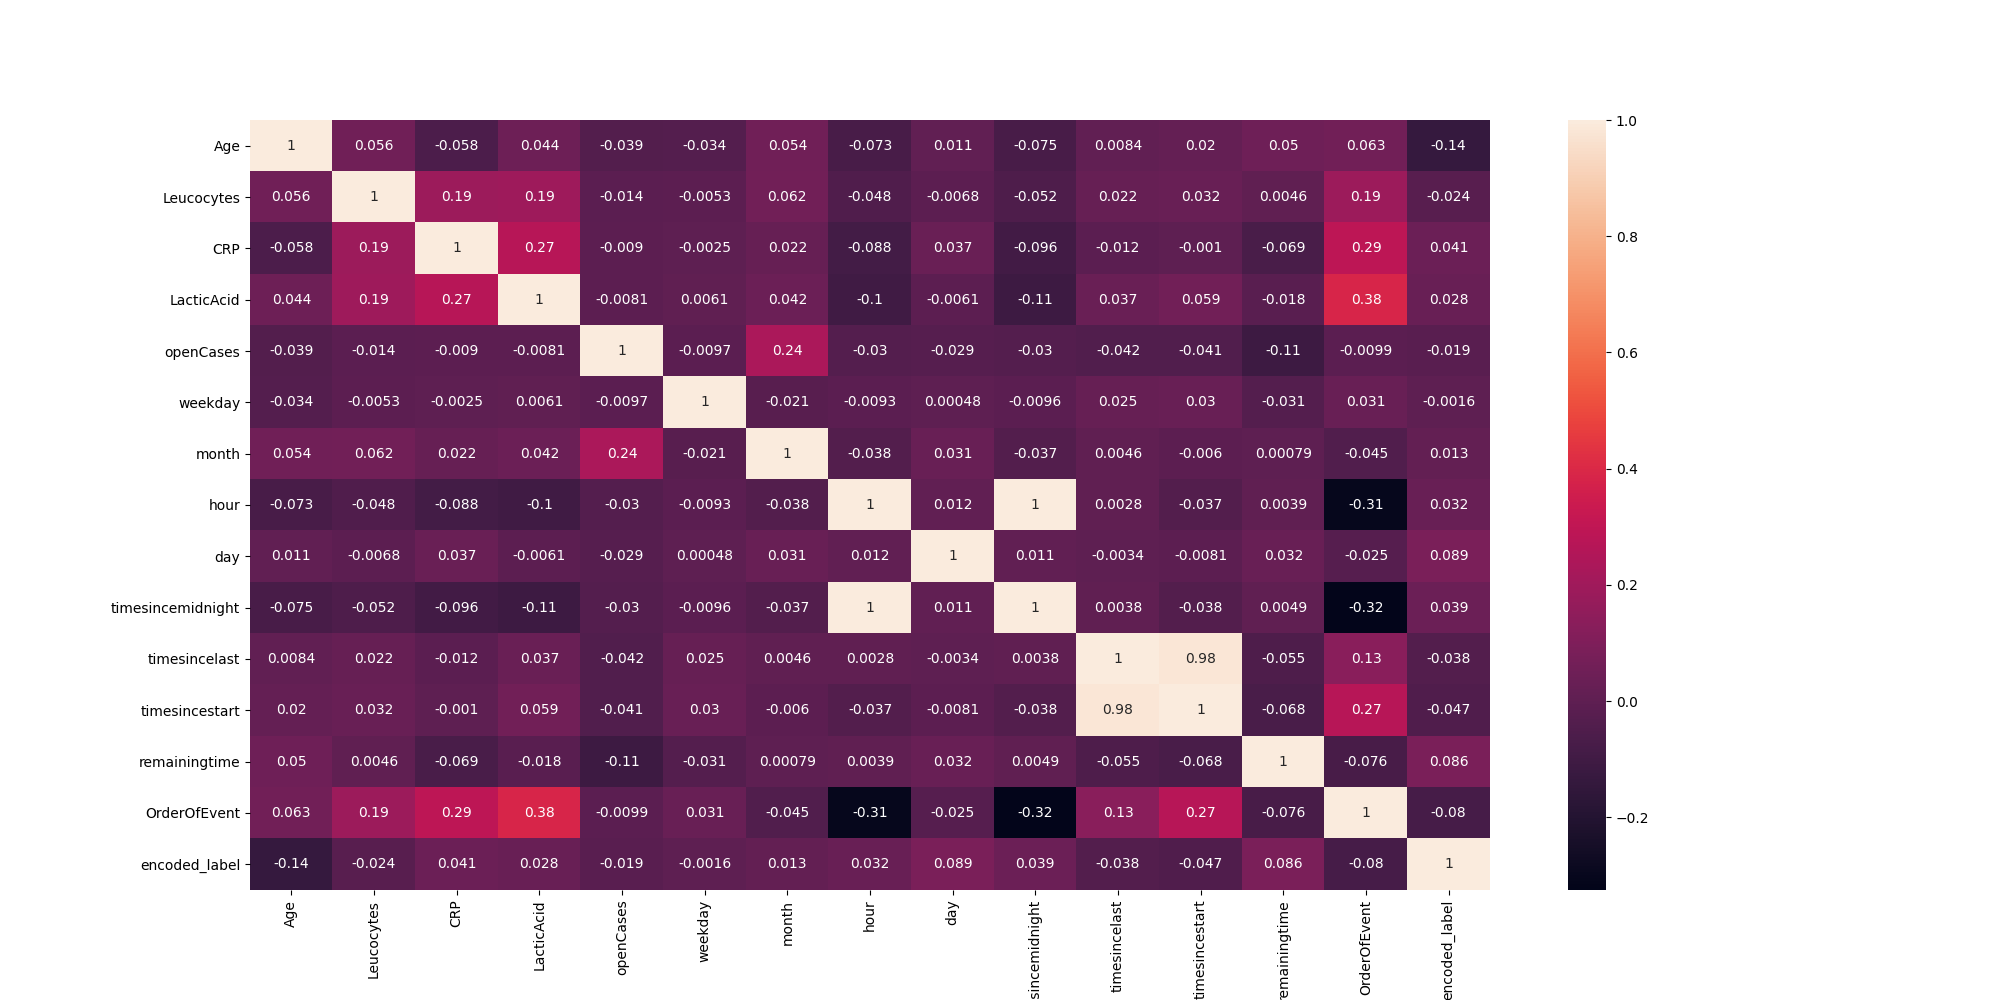 Age 1 0.056 -0.058 0.044 -0.039 -0.034 0.054 -0.073 0.011 -0.075 0.0084 0.02 0.05 0.063 -0.14
Leucocytes 0.056 1 0.19 0.19 -0.014 -0.0053 0.062 -0.048 -0.0068 -0.052 0.022 0.032 0.0046 0.19 -0.024
CRP -0.058 0.19 1 0.27 -0.009 -0.0025 0.022 -0.088 0.037 -0.096 -0.012 -0.001 -0.069 0.29 0.041
LacticAcid 0.044 0.19 0.27 1 -0.0081 0.0061 0.042 -0.1 -0.0061 -0.11 0.037 0.059 -0.018 0.38 0.028
openCases -0.039 -0.014 -0.009 -0.0081 1 -0.0097 0.24 -0.03 -0.029 -0.03 -0.042 -0.041 -0.11 -0.0099 -0.019
weekday -0.034 -0.0053 -0.0025 0.0061 -0.0097 1 -0.021 -0.0093 0.00048 -0.0096 0.025 0.03 -0.031 0.031 -0.0016
month 0.054 0.062 0.022 0.042 0.24 -0.021 1 -0.038 0.031 -0.037 0.0046 -0.006 0.00079 -0.045 0.013
hour -0.073 -0.048 -0.088 -0.1 -0.03 -0.0093 -0.038 1 0.012 1 0.0028 -0.037 0.0039 -0.31 0.032
day 0.011 -0.0068 0.037 -0.0061 -0.029 0.00048 0.031 0.012 1 0.011 -0.0034 -0.0081 0.032 -0.025 0.089
timesincemidnight -0.075 -0.052 -0.096 -0.11 -0.03 -0.0096 -0.037 1 0.011 1 0.0038 -0.038 0.0049 -0.32 0.039
timesincelast 0.0084 0.022 -0.012 0.037 -0.042 0.025 0.0046 0.0028 -0.0034 0.0038 1 0.98 -0.055 0.13 -0.038
timesincestart 0.02 0.032 -0.001 0.059 -0.041 0.03 -0.006 -0.037 -0.0081 -0.038 0.98 1 -0.068 0.27 -0.047
remainingtime 0.05 0.0046 -0.069 -0.018 -0.11 -0.031 0.00079 0.0039 0.032 0.0049 -0.055 -0.068 1 -0.076 0.086
OrderOfEvent 0.063 0.19 0.29 0.38 -0.0099 0.031 -0.045 -0.31 -0.025 -0.32 0.13 0.27 -0.076 1 -0.08
encoded_label -0.14 -0.024 0.041 0.028 -0.019 -0.0016 0.013 0.032 0.089 0.039 -0.038 -0.047 0.086 -0.08 1
Age
Leucocytes
CRP
LacticAcid
openCases
weekday
month
hour
day
sincemidnight
timesincelast
timesincestart
remainingtime
OrderOfEvent
encoded_label
1.0
0.8
0.6
0.4
0.2
0.0
−0.2